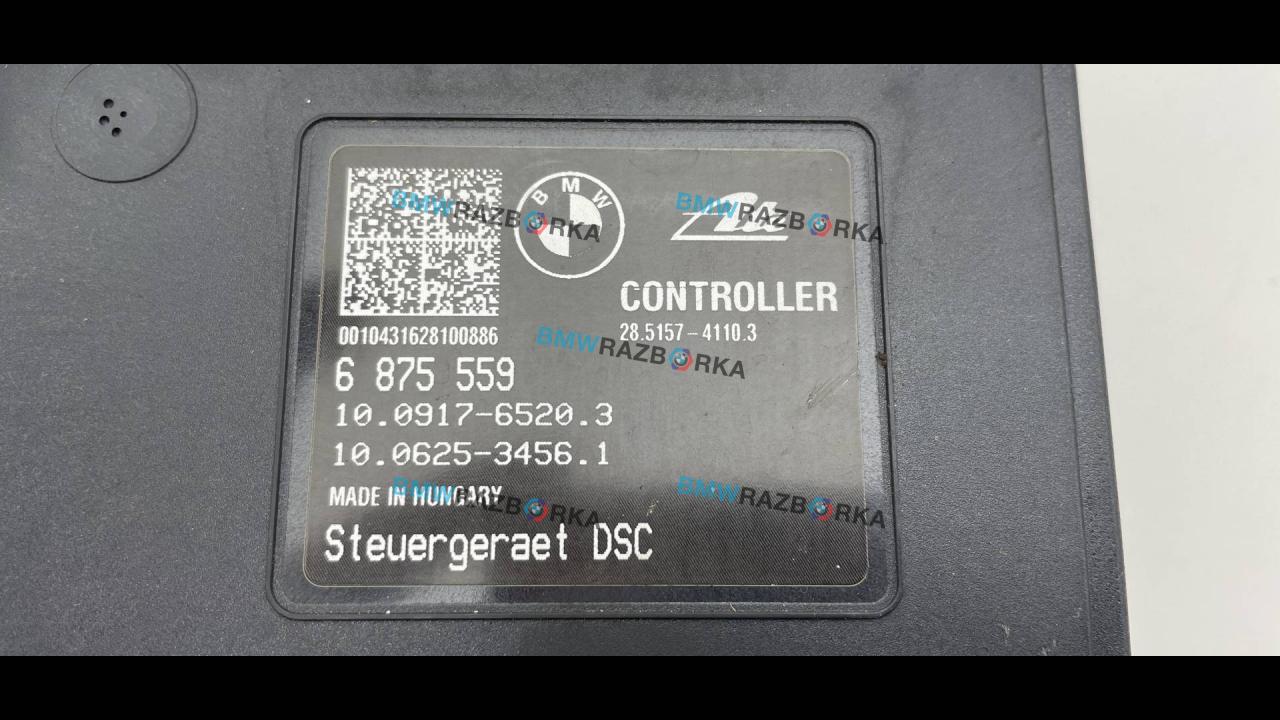 BMW
Ate
CONTROLLER
28.5157-4110.3
0010431628100886
6 875 559
10.0917-6520.3
10.0625-3456.1
MADE IN HUNGARY
Steuergeraet DSC
BMWRAZBORKA
BMWRAZBORKA
BMWRAZBORKA
BMWRAZBORKA
BMWRAZBORKA